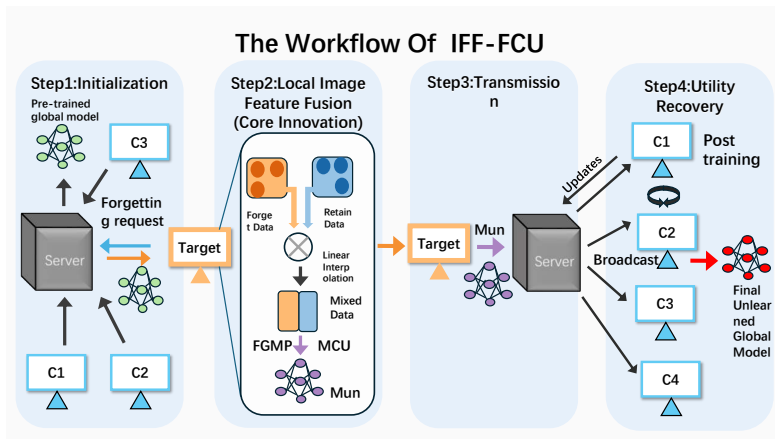 The Workflow Of IFF-FCU
Step1:Initialization
Pre-trained
global model
C3
Forgettin
g request
Server
Target
C1
C2
Step2:Local Image
Feature Fusion
(Core Innovation)
Forge
t Data
Retain
Data
Linear
Interp
olation
Mixed
Data
FGMP
MCU
Mun
Step3:Transmissio
n
Target
Mun
Server
Step4:Utility
Recovery
C1
Post
training
Updates
C2
Broadcast
C3
C4
Final
Unlear
ned
Global
Model